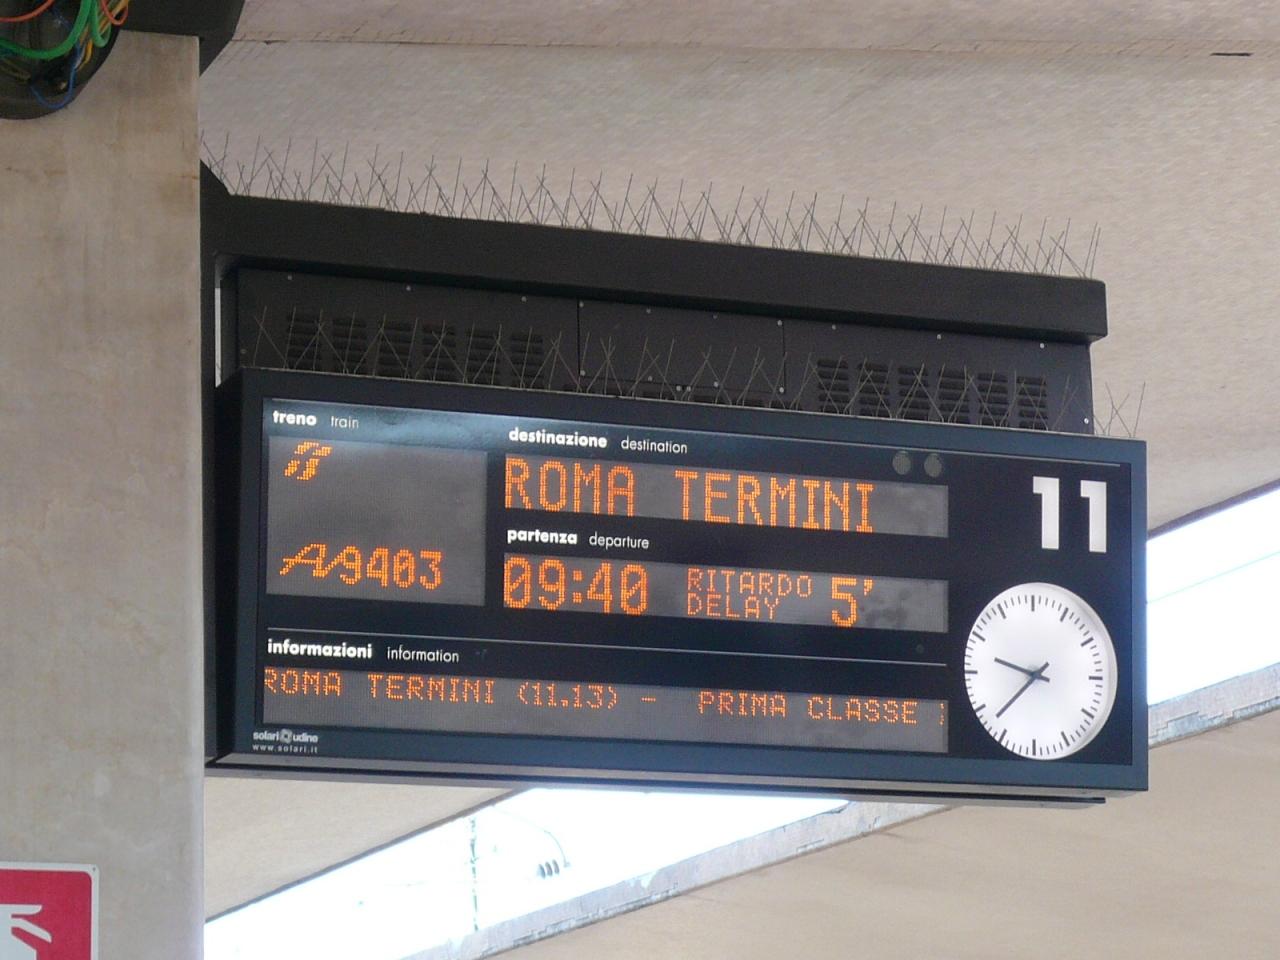 treno train
destinazione destination
ROMA TERMINI
11
AV9403
partenza departure
09:40 RITARDO DELAY 5'
informazioni information
ROMA TERMINI (11.13) - PRIMA CLASSE
solari udine
www.solari.it